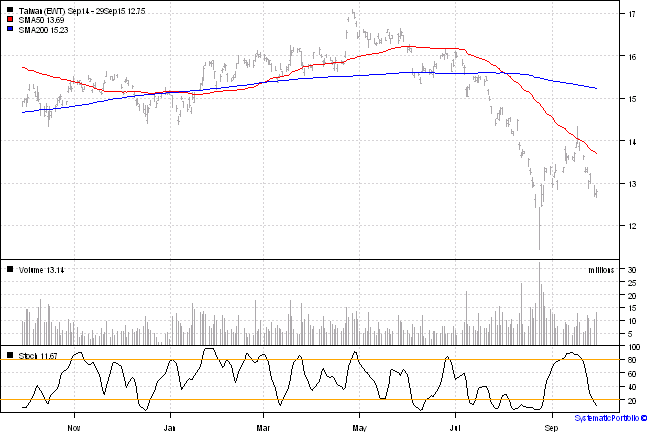 Taiwan (EWT) Sep14 - 29Sep15 12.75
SMA50 13.69
SMA200 15.23
17
16
15
14
13
12
Volume 13.14
millions
30
25
20
15
10
5
Stoch 11.67
100
80
60
40
20
Nov Jan Mar May Jul Sep
SystematicPortfolio ©